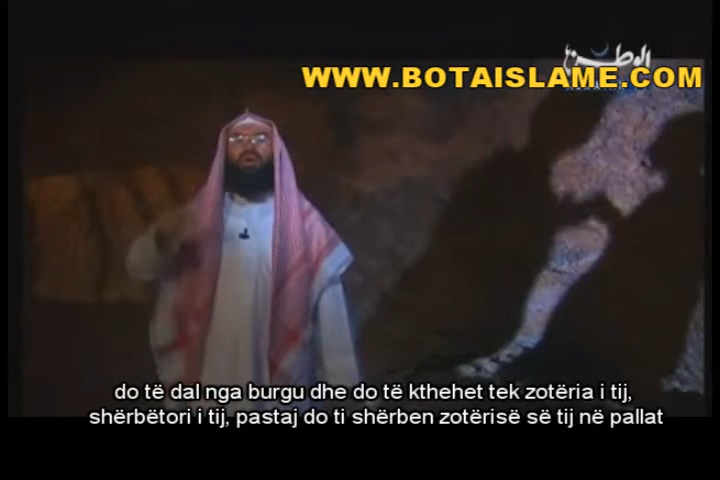 الوطن
WWW.BOTAISLAME.COM
do të dal nga burgu dhe do të kthehet tek zotëria i tij,
shërbëtori i tij, pastaj do ti shërben zotërisë së tij në pallat